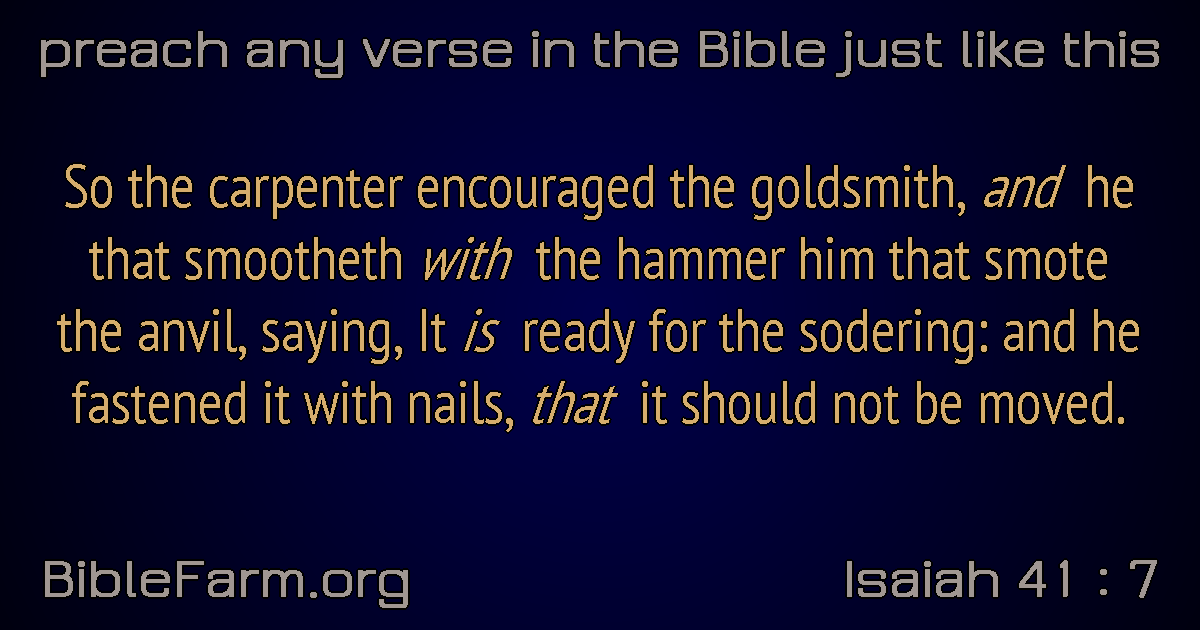 preach any verse in the Bible just like this
So the carpenter encouraged the goldsmith, and he
that smootheth with the hammer him that smote
the anvil, saying, It is ready for the sodering: and he
fastened it with nails, that it should not be moved.
BibleFarm.org
Isaiah 41 : 7